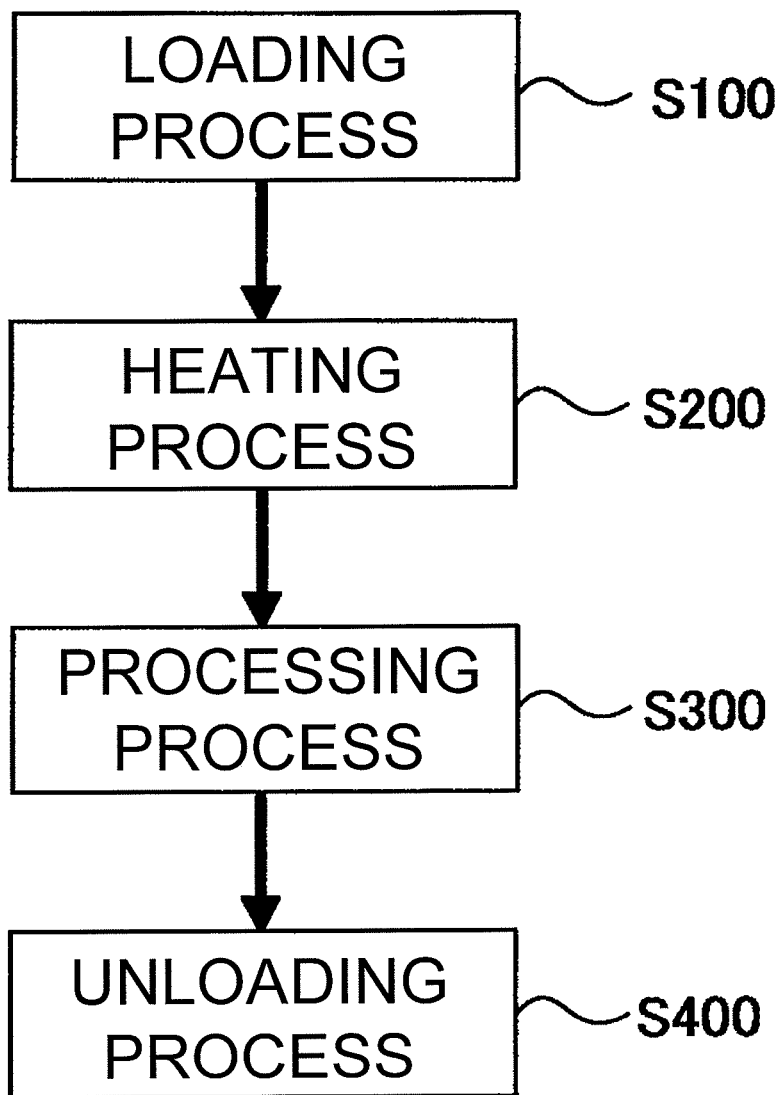 LOADING
PROCESS
S100
HEATING
PROCESS
S200
PROCESSING
PROCESS
S300
UNLOADING
PROCESS
S400